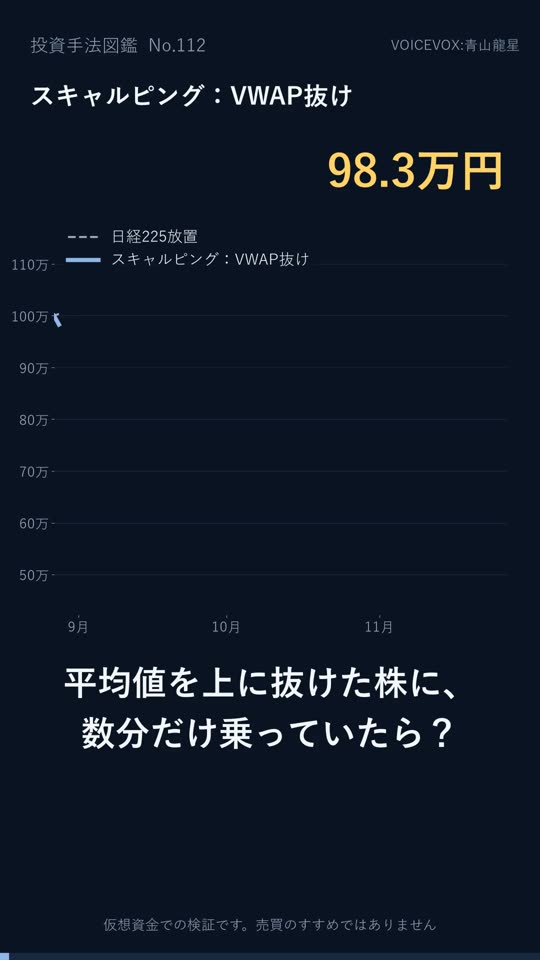 投資手法図鑑 No.112
VOICEVOX:青山龍星
スキャルピング：VWAP抜け
98.3万円
日経225放置
スキャルピング：VWAP抜け
110万
100万
90万
80万
70万
60万
50万
9月
10月
11月
平均値を上に抜けた株に、
数分だけ乗っていたら？
仮想資金での検証です。売買のすすめではありません